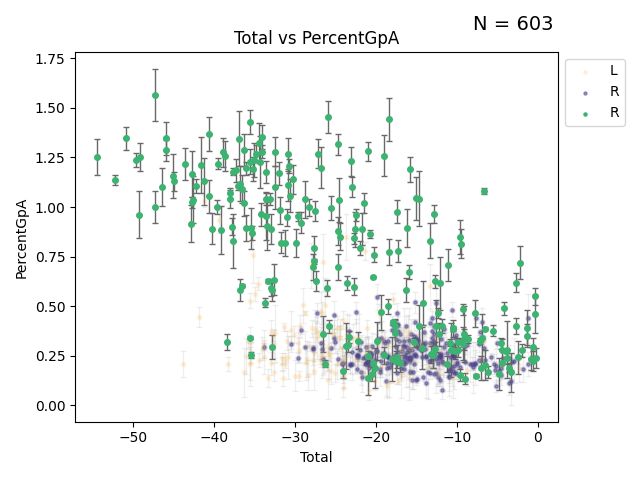 N = 603
Total vs PercentGpA
L
R
R
PercentGpA
1.75
1.50
1.25
1.00
0.75
0.50
0.25
0.00
−50
−40
−30
−20
−10
0
Total